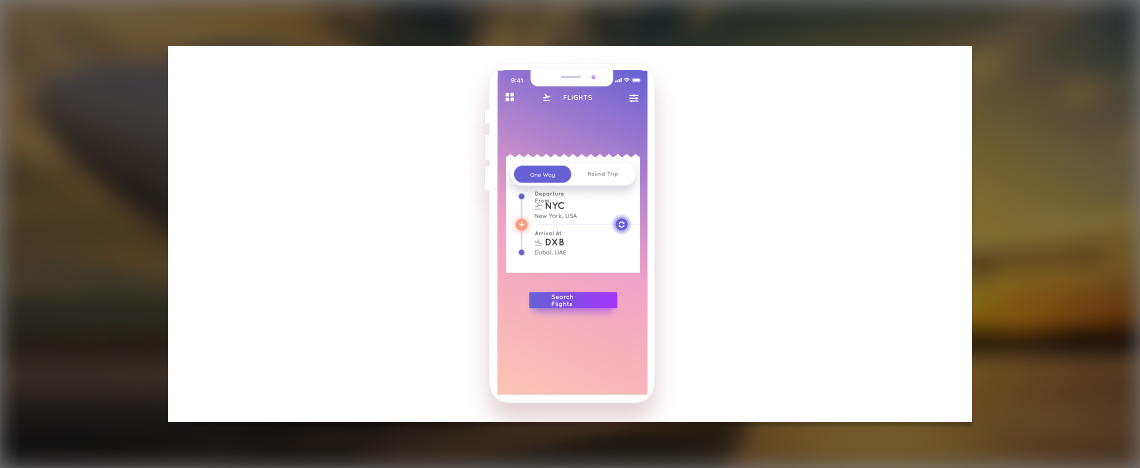 9:41
FLIGHTS
One Way
Round Trip
Departure
From
NYC
New York, USA
Arrival At
DXB
Dubai, UAE
Search
Flights